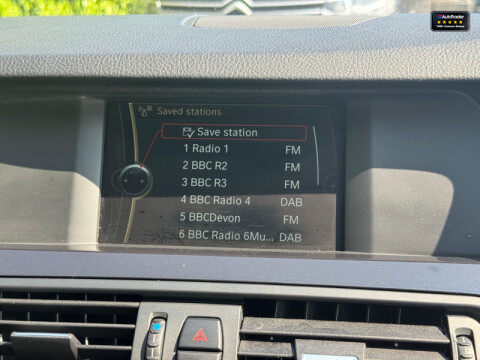 AutoTrader
Saved stations
Save station
1 Radio 1 FM
2 BBC R2 FM
3 BBC R3 FM
4 BBC Radio 4 DAB
5 BBCDevon FM
6 BBC Radio 6Mu... DAB